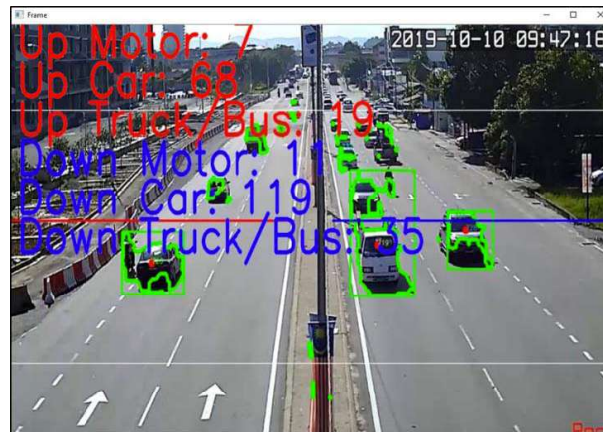 Frame
2019-10-10 09:47:18
Up Motor: 7
Up Car: 68
Up Truck/Bus: 19
Down Motor: 11
Down Car: 119
Down Truck/Bus: 35